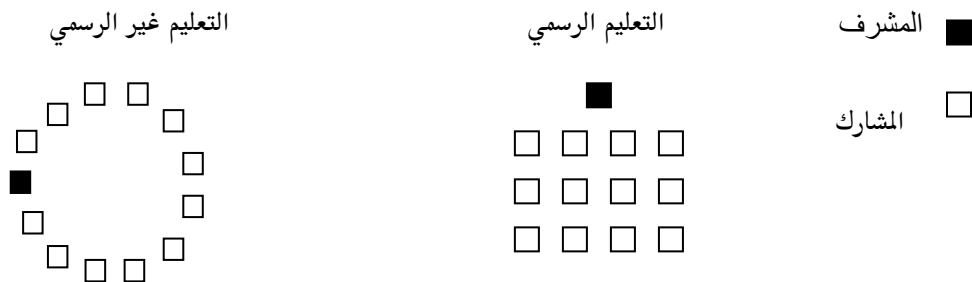 المشرف
التعليم الرسمي
التعليم غير الرسمي
المشارك